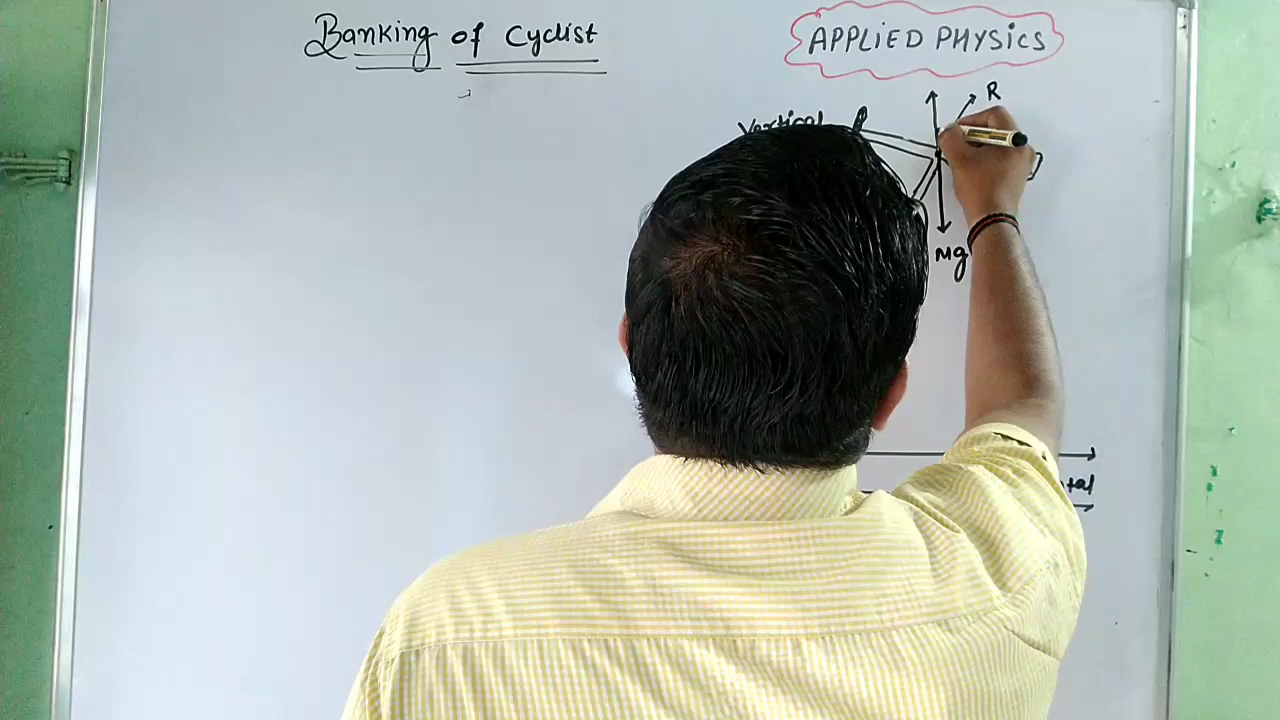 Banking of Cyclist
APPLIED PHYSICS
R
Vertical
Mg